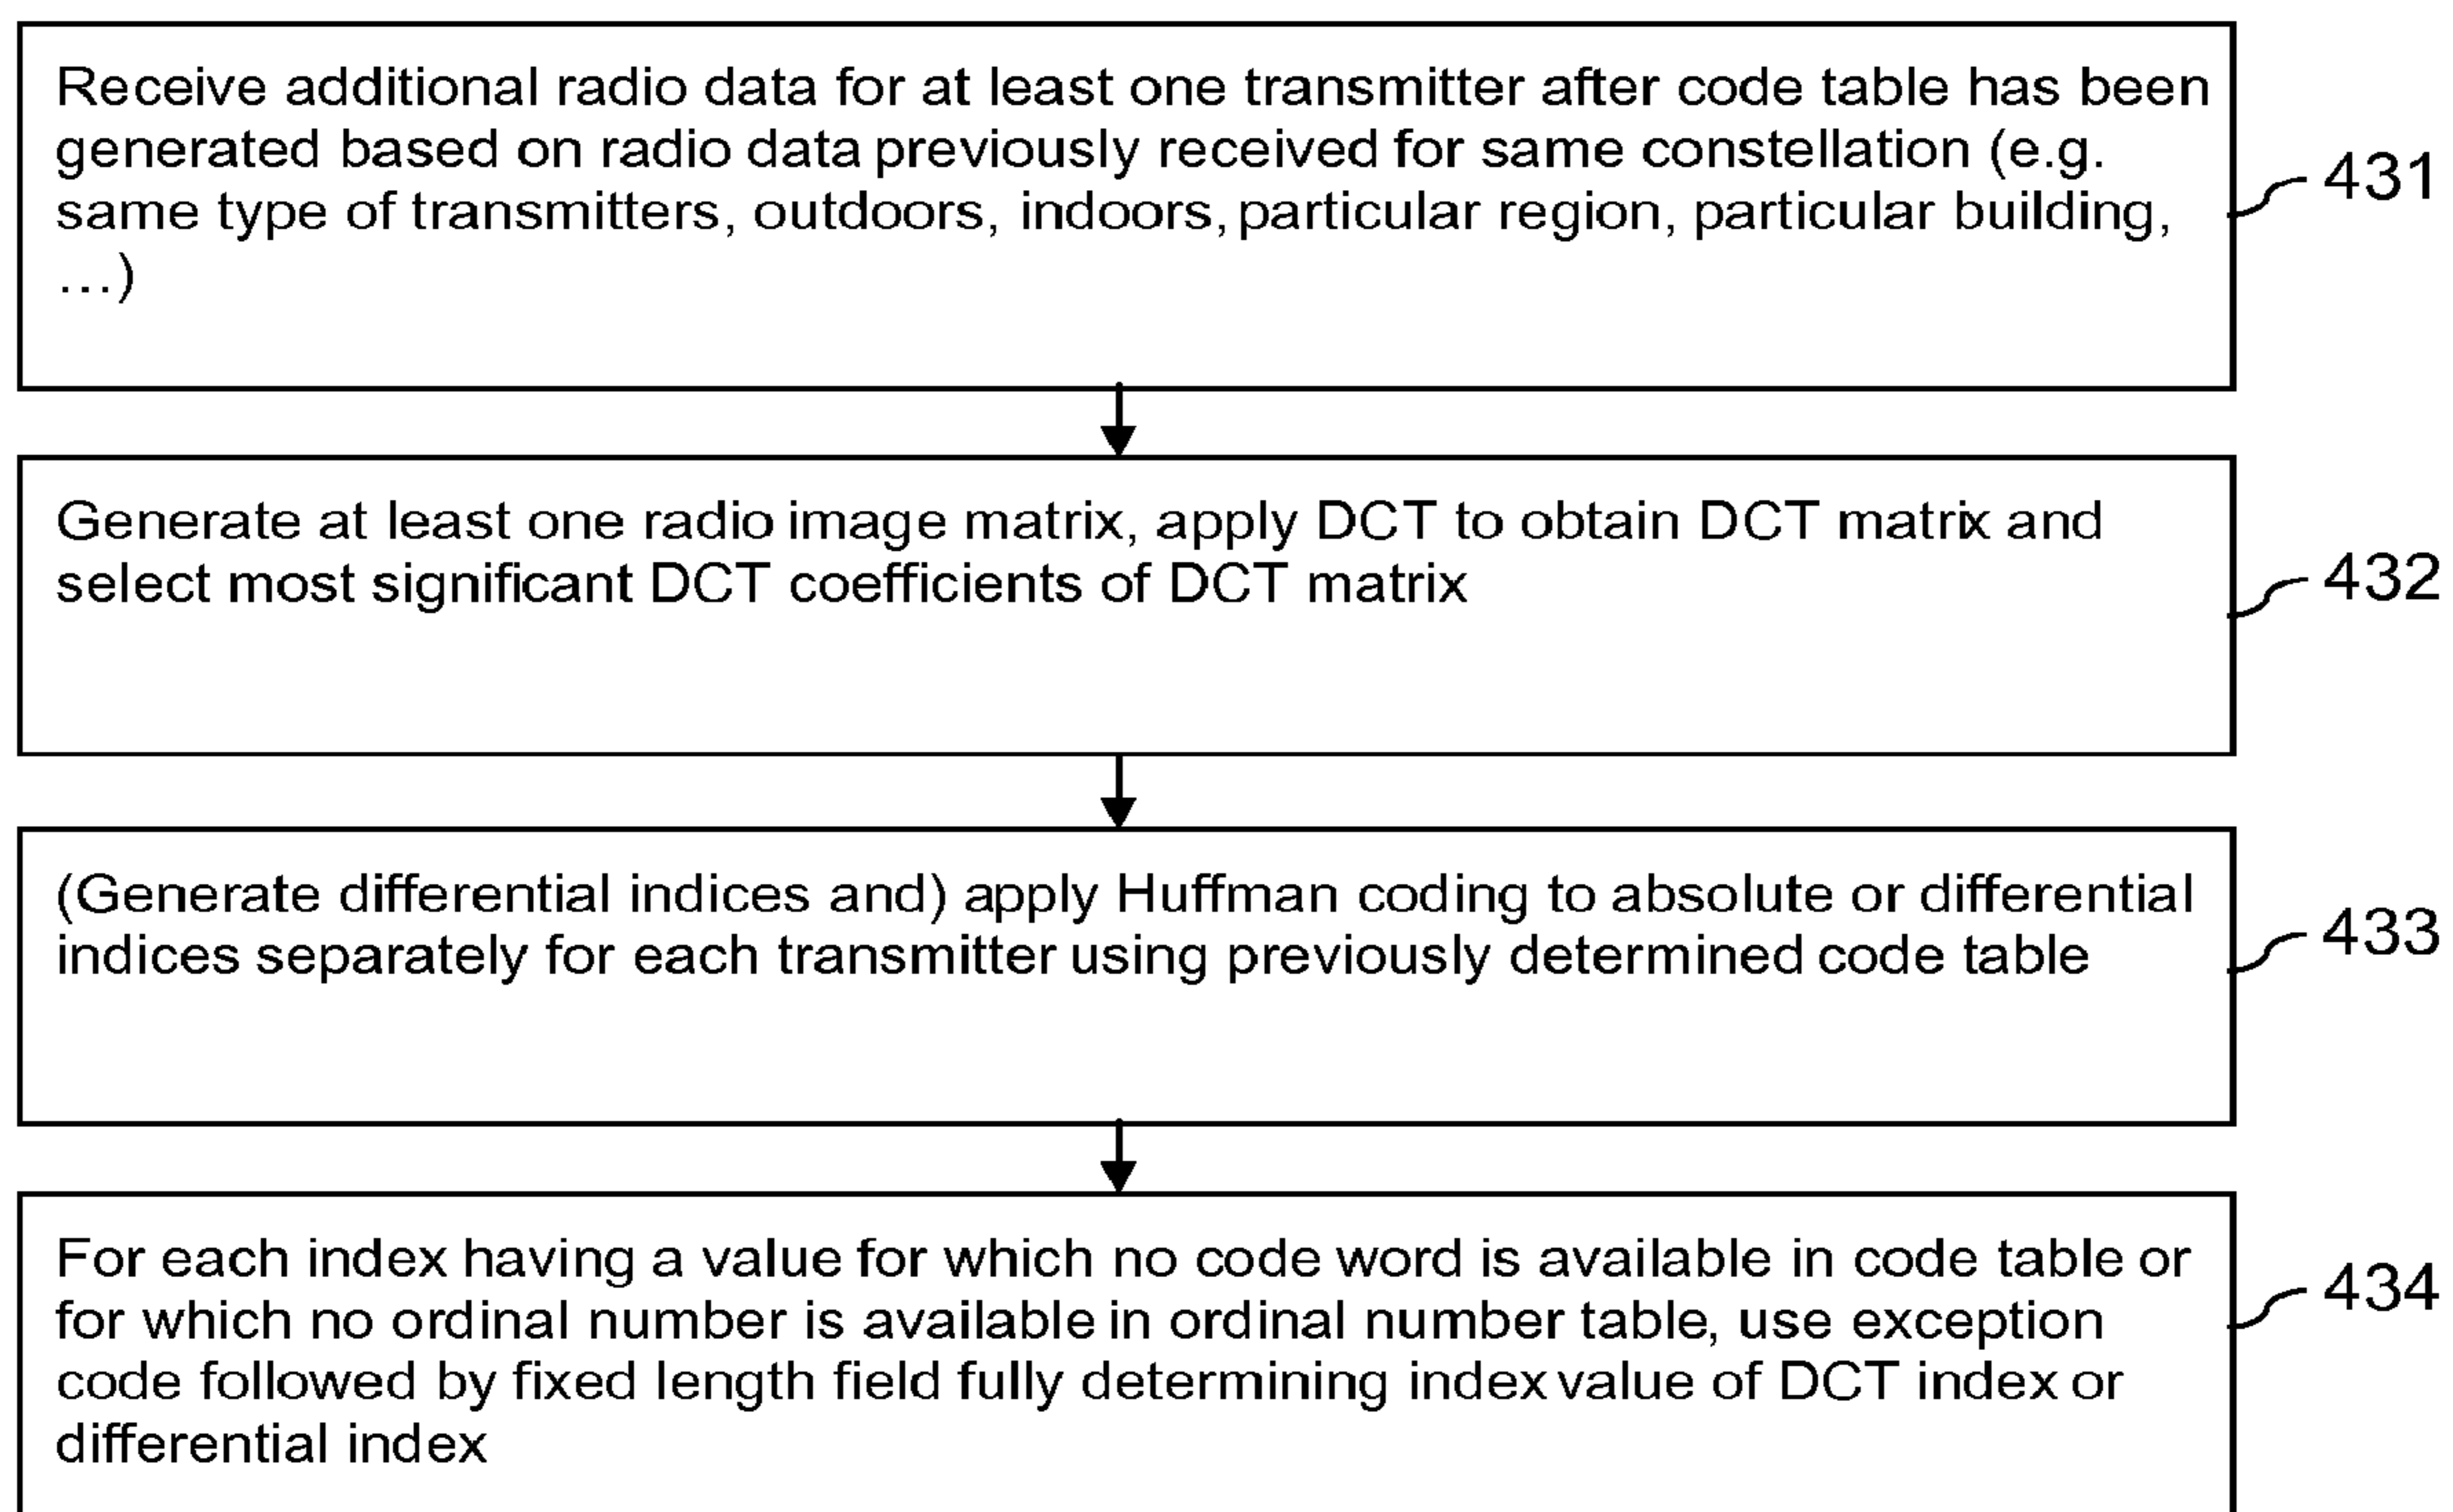 Receive additional radio data for at least one transmitter after code table has been
generated based on radio data previously received for same constellation (e.g.
same type of transmitters, outdoors, indoors, particular region, particular building,
…)
431
Generate at least one radio image matrix, apply DCT to obtain DCT matrix and
select most significant DCT coefficients of DCT matrix
432
(Generate differential indices and) apply Huffman coding to absolute or differential
indices separately for each transmitter using previously determined code table
433
For each index having a value for which no code word is available in code table or
for which no ordinal number is available in ordinal number table, use exception
code followed by fixed length field fully determining index value of DCT index or
differential index
434